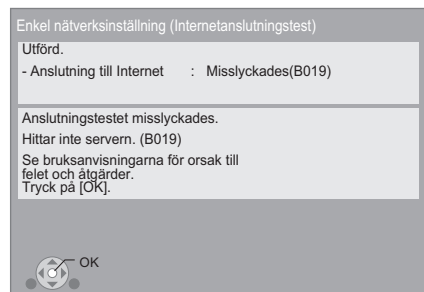 Enkel nätverksinställning (Internetanslutningstest)
Utförd.
- Anslutning till Internet : Misslyckades(B019)
Anslutningstestet misslyckades.
Hittar inte servern. (B019)
Se bruksanvisningarna för orsak till
felet och åtgärder.
Tryck på [OK].
OK